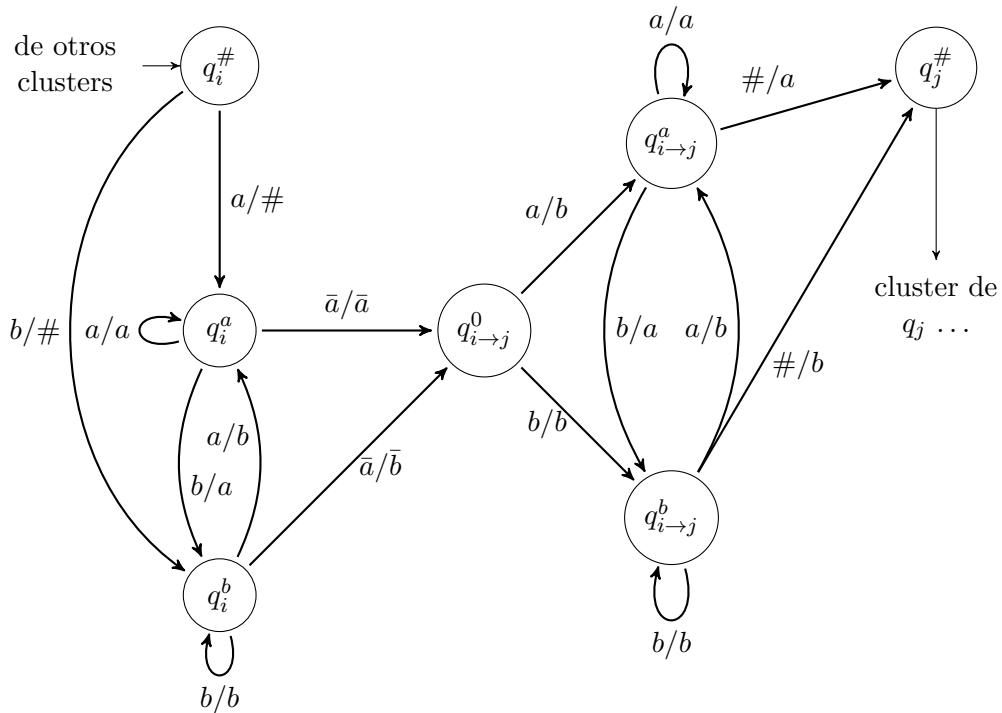 de otros
clusters
q_i^#
a/a
#/a
q_j^#
q_{i→j}^a
a/#
a/b
cluster de
q_j …
b/#
a/a
q_i^a
ā/ā
q_{i→j}^0
b/a
a/b
#/b
b/b
a/b
b/a
ā/b̄
q_{i→j}^b
q_i^b
b/b
b/b